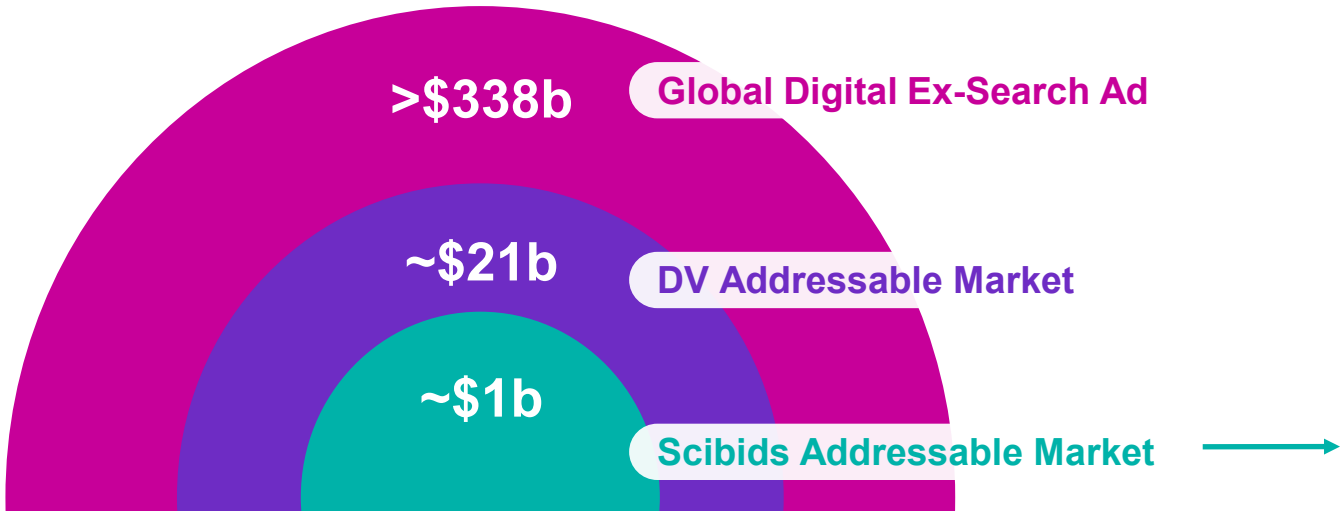 >$338b
Global Digital Ex-Search Ad
~$21b
DV Addressable Market
~$1b
Scibids Addressable Market